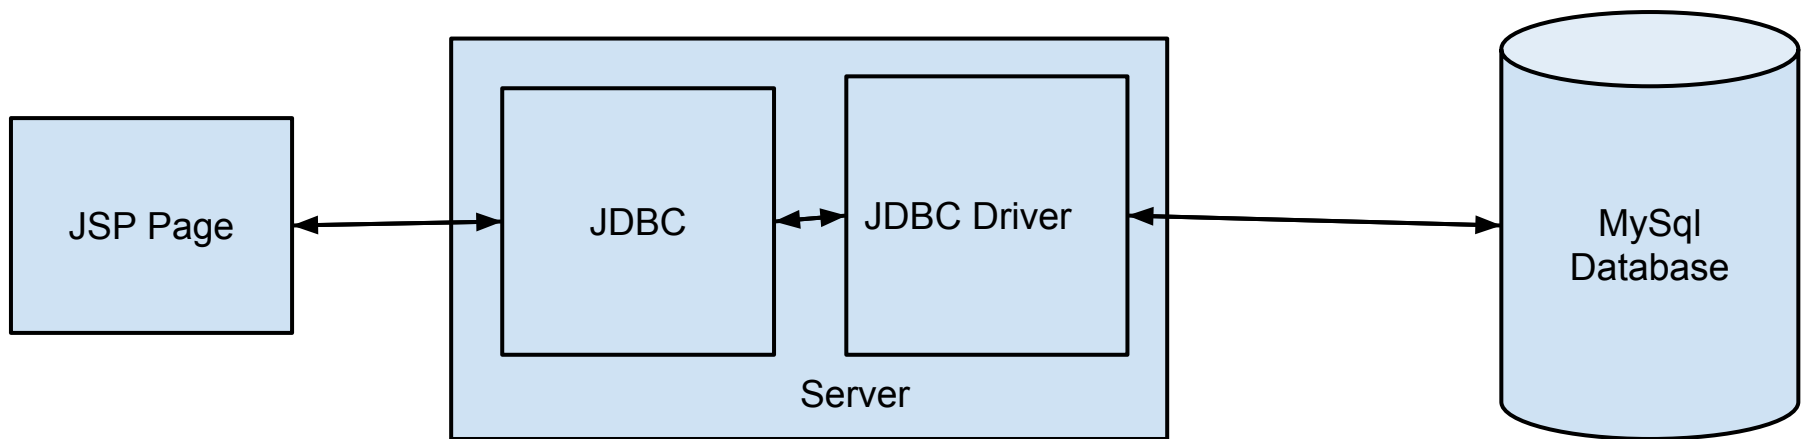 JSP Page
JDBC
JDBC Driver
Server
MySql
Database